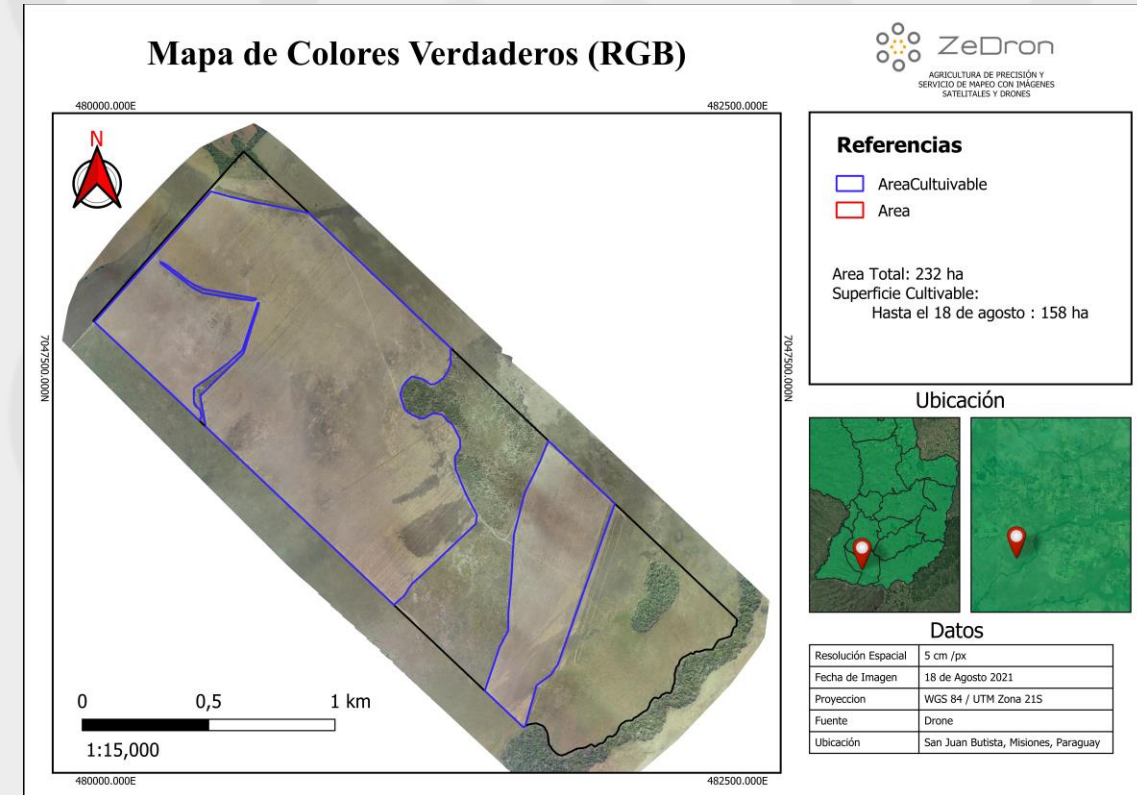 Mapa de Colores Verdaderos (RGB)
ZeDron
AGRICULTURA DE PRECISIÓN Y
SERVICIO DE MAPEO CON IMÁGENES
SATELITALES Y DRONES
480000.000E
482500.000E
N
7047500.000N
7047500.000N
0 0,5 1 km
1:15,000
480000.000E
482500.000E
Referencias
AreaCultuivable
Area
Area Total: 232 ha
Superficie Cultivable:
Hasta el 18 de agosto : 158 ha
Ubicación
Datos
Resolución Espacial 5 cm /px
Fecha de Imagen 18 de Agosto 2021
Proyeccion WGS 84 / UTM Zona 21S
Fuente Drone
Ubicación San Juan Butista, Misiones, Paraguay